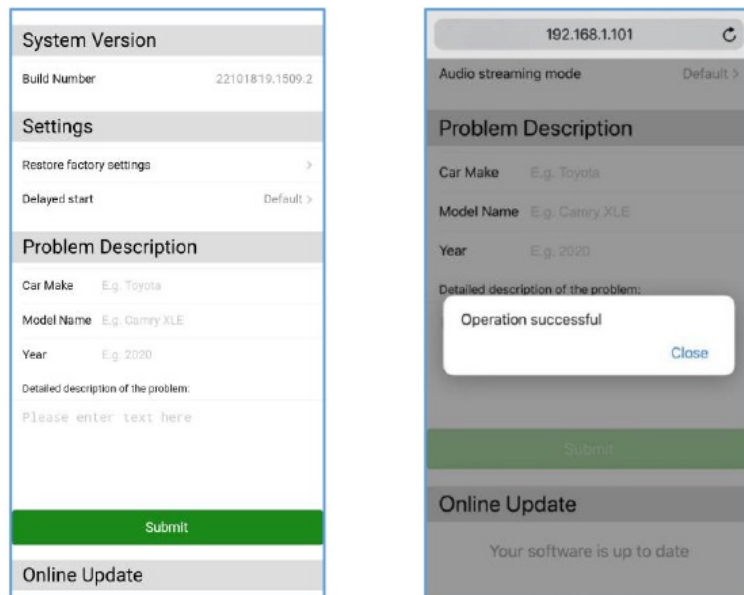 System Version
Build Number 22101819.1509.2
Settings
Restore factory settings >
Delayed start Default >
Problem Description
Car Make E.g. Toyota
Model Name E.g. Camry XLE
Year E.g. 2020
Detailed description of the problem:
Please enter text here
Submit
Online Update
192.168.1.101
Audio streaming mode Default >
Problem Description
Car Make E.g. Toyota
Model Name E.g. Camry XLE
Year E.g. 2020
Detailed description of the problem:
Operation successful
Close
Submit
Online Update
Your software is up to date